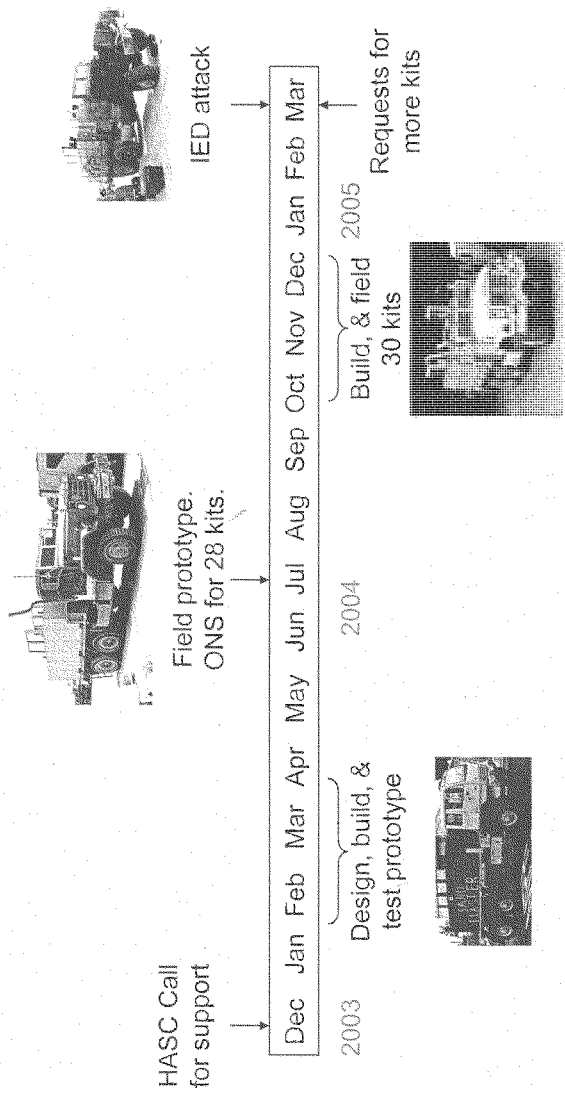 HASC Call
for support
Field prototype.
ONS for 28 kits.
IED attack
Dec Jan Feb Mar Apr May Jun Jul Aug Sep Oct Nov Dec Jan Feb Mar
2003
2004
2005
Design, build, &
test prototype
Build, & field
30 kits
Requests for
more kits